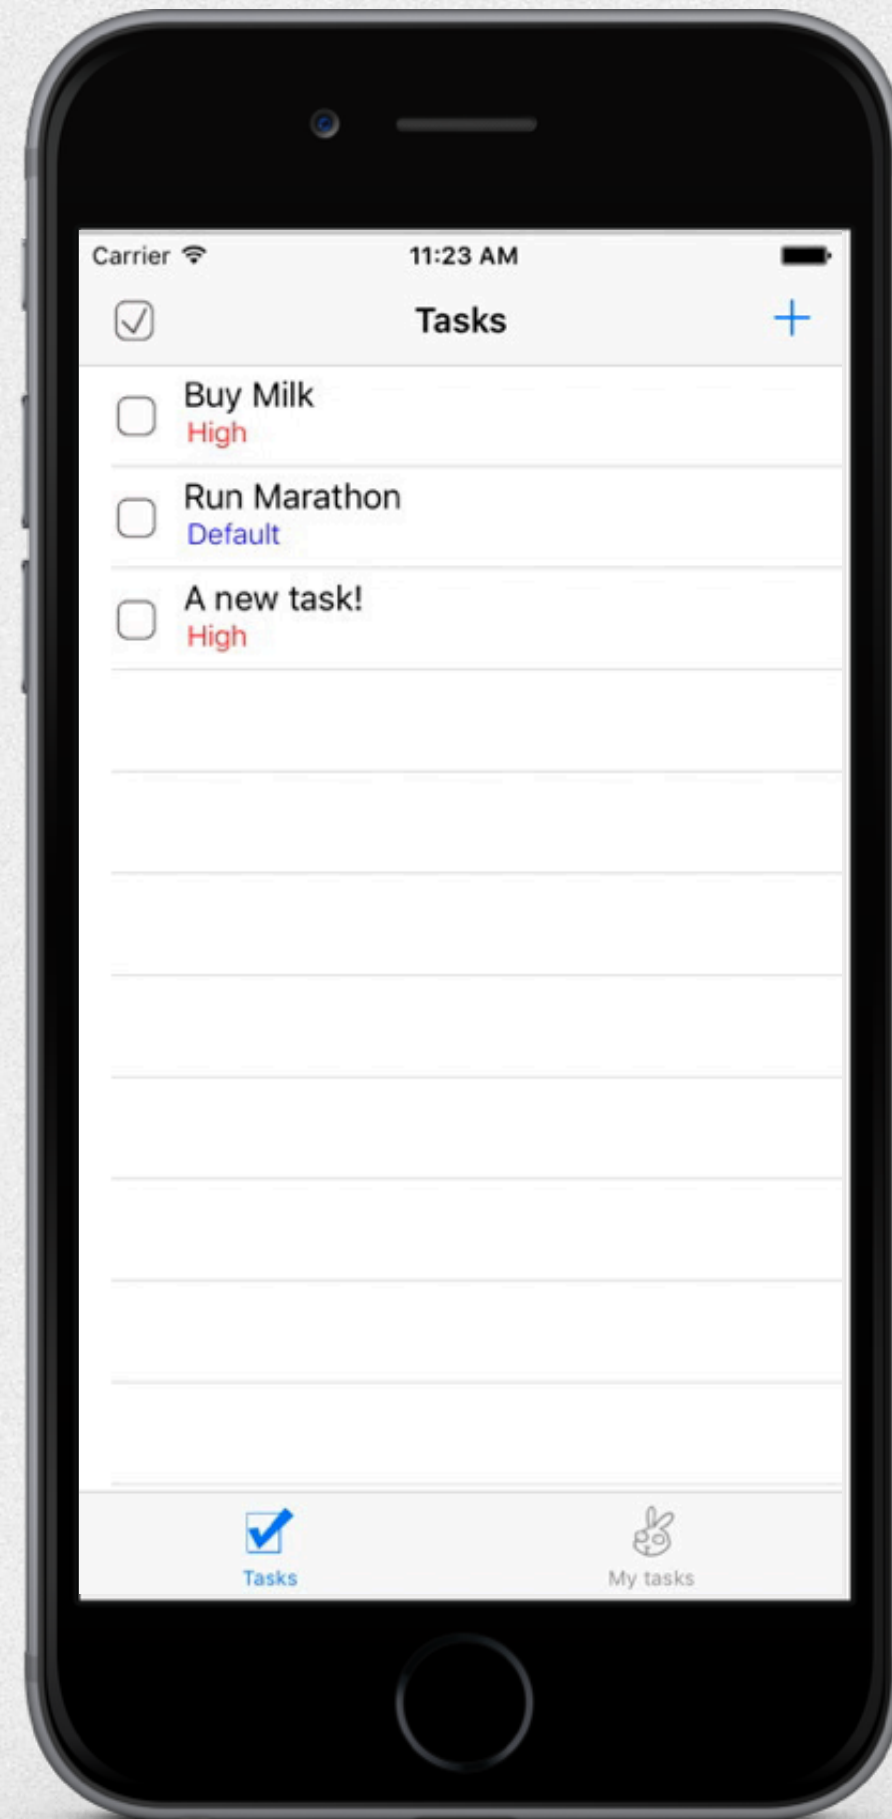 Carrier
11:23 AM
Tasks
Buy Milk
High
Run Marathon
Default
A new task!
High
Tasks
My tasks